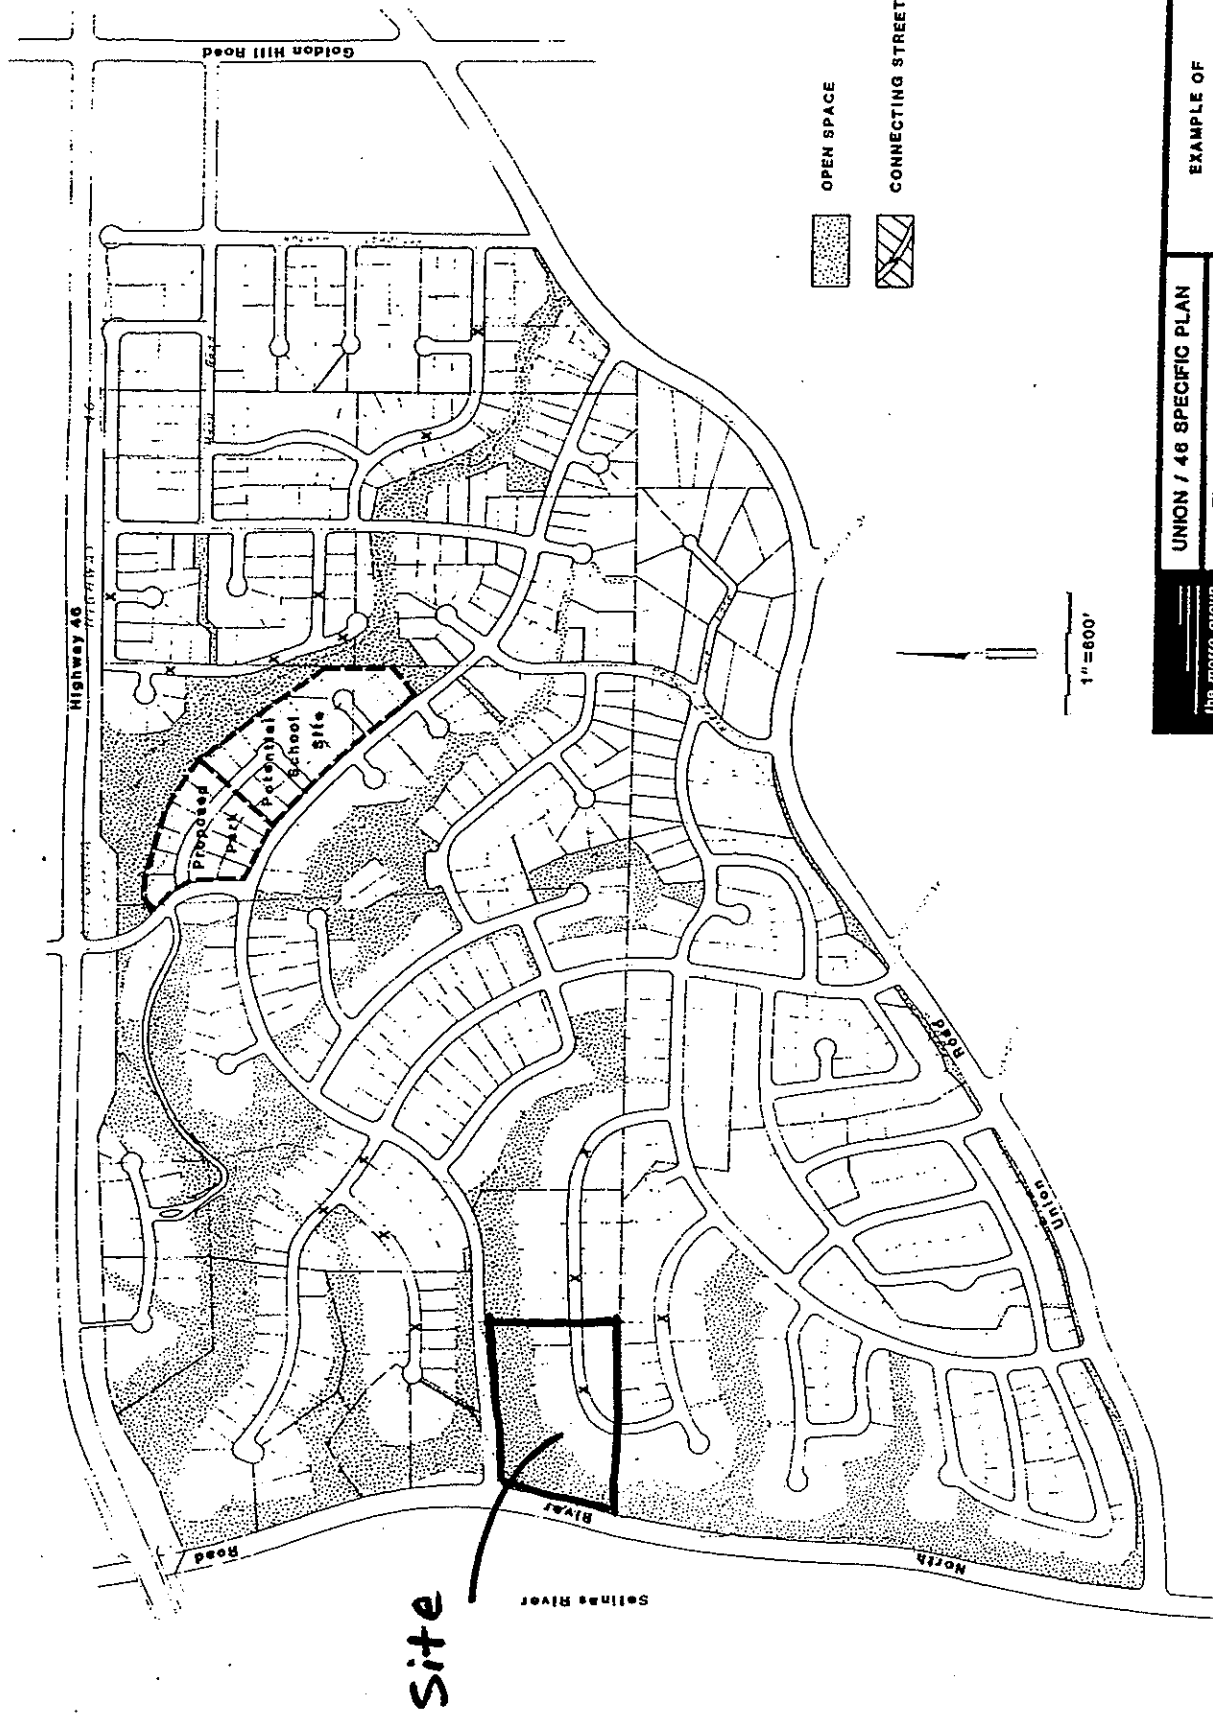 Golden Hill Road
Highway 46
Proposed
Park
Potential
School
Site
OPEN SPACE
CONNECTING STREET
Road
River
North
Salinas River
Union
Road
Site
1"=600'
UNION / 46 SPECIFIC PLAN
EXAMPLE OF
group